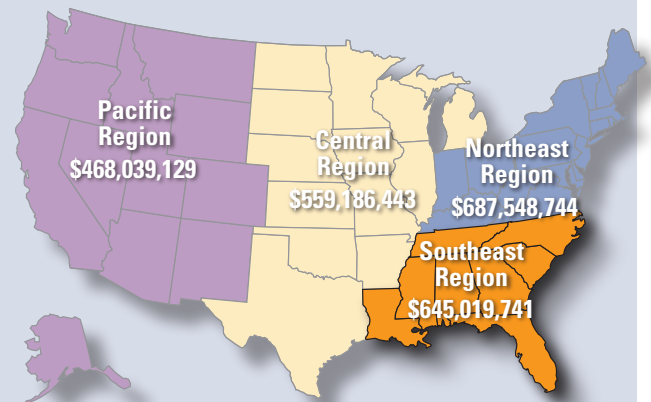 Pacific
Region
$468,039,129
Central
Region
$559,186,443
Northeast
Region
$687,548,744
Southeast
Region
$645,019,741